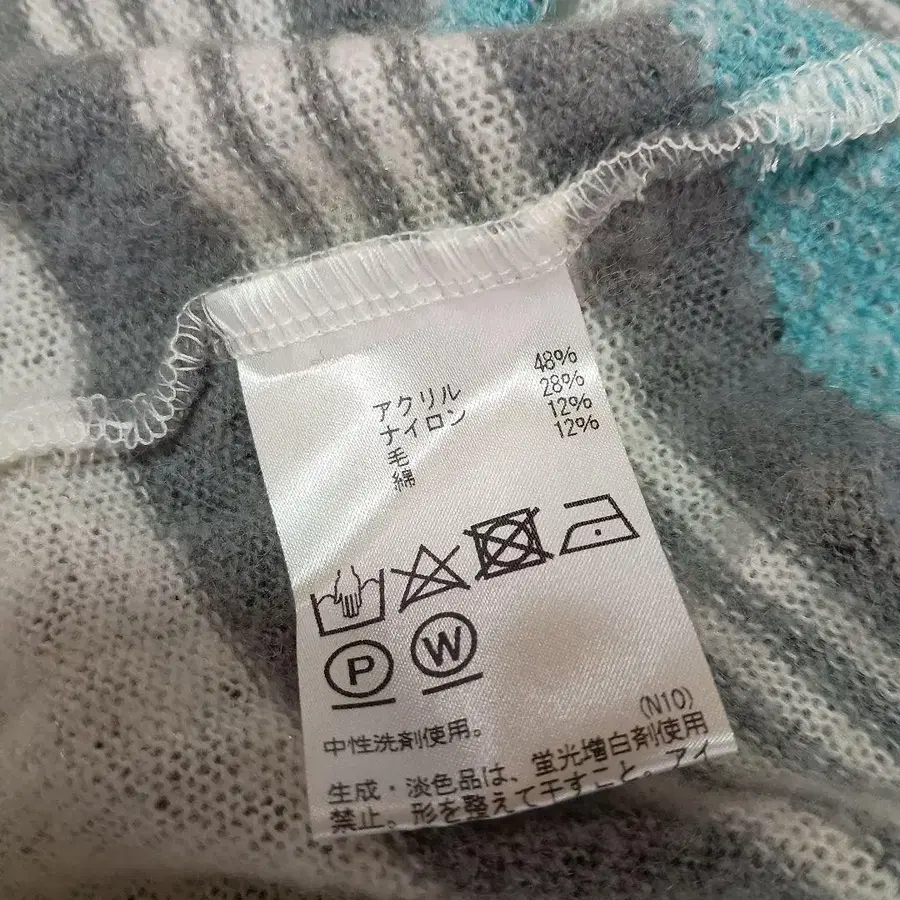 アクリル 48%
ナイロン 28%
毛 12%
綿 12%
P W
(N10)
中性洗剤使用。
生成・淡色品は、蛍光増白剤使用
禁止。形を整えて干すこと。アイ